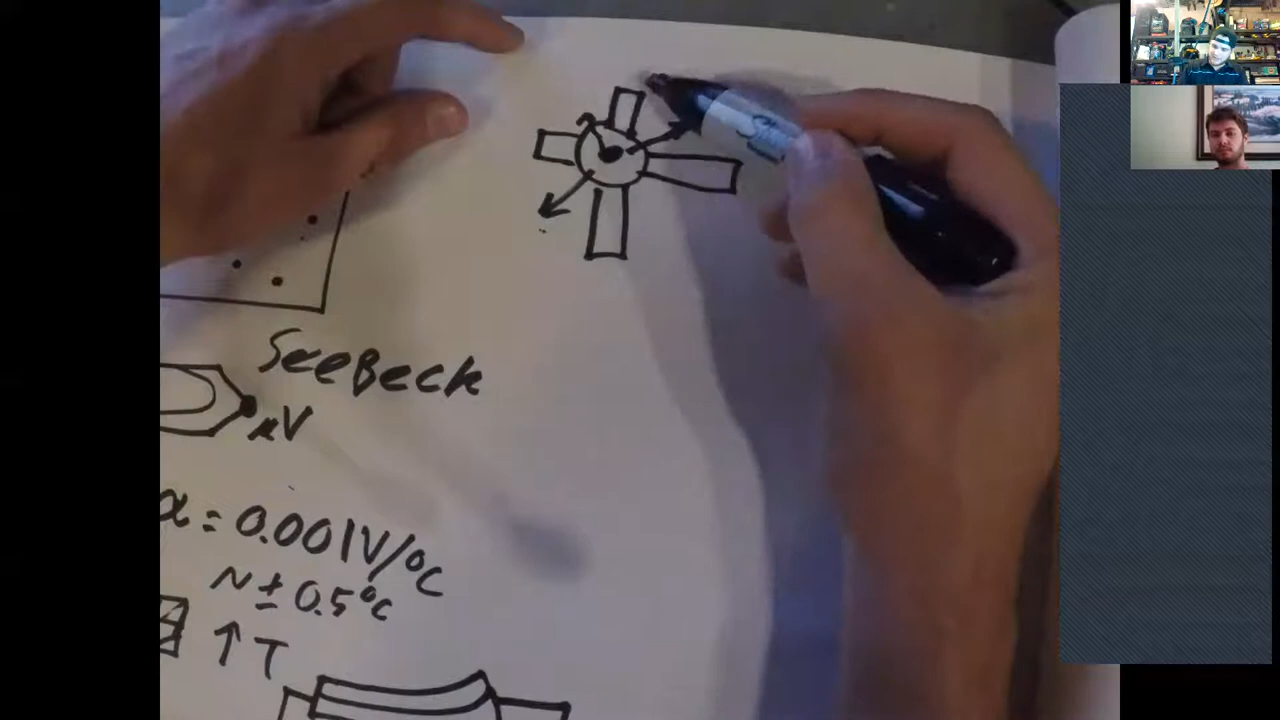 SeeBeck
μV
α = 0.001V/°C
~ ± 0.5°C
↑ T